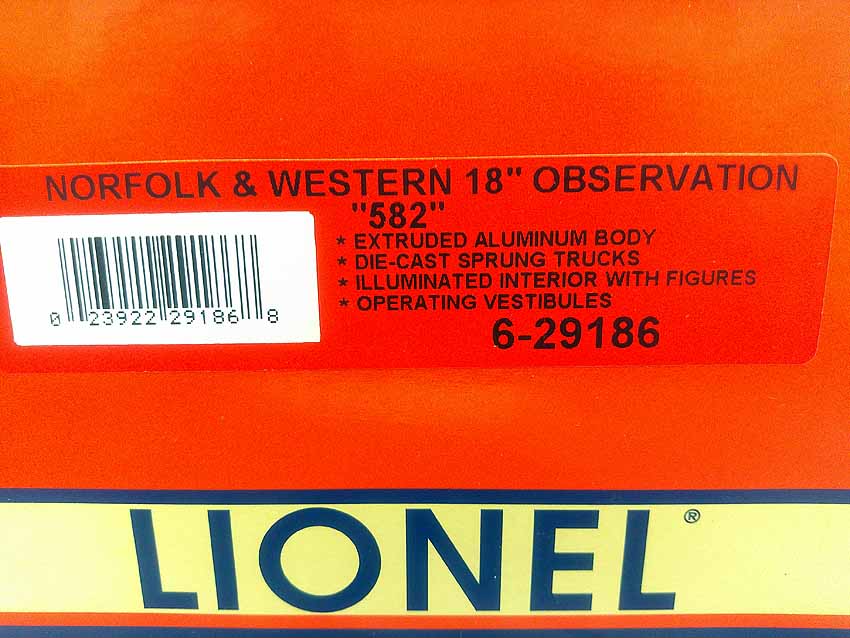 NORFOLK & WESTERN 18" OBSERVATION
"582"
* EXTRUDED ALUMINUM BODY
* DIE-CAST SPRUNG TRUCKS
* ILLUMINATED INTERIOR WITH FIGURES
* OPERATING VESTIBULES
6-29186
0 23922 29186 8
LIONEL®